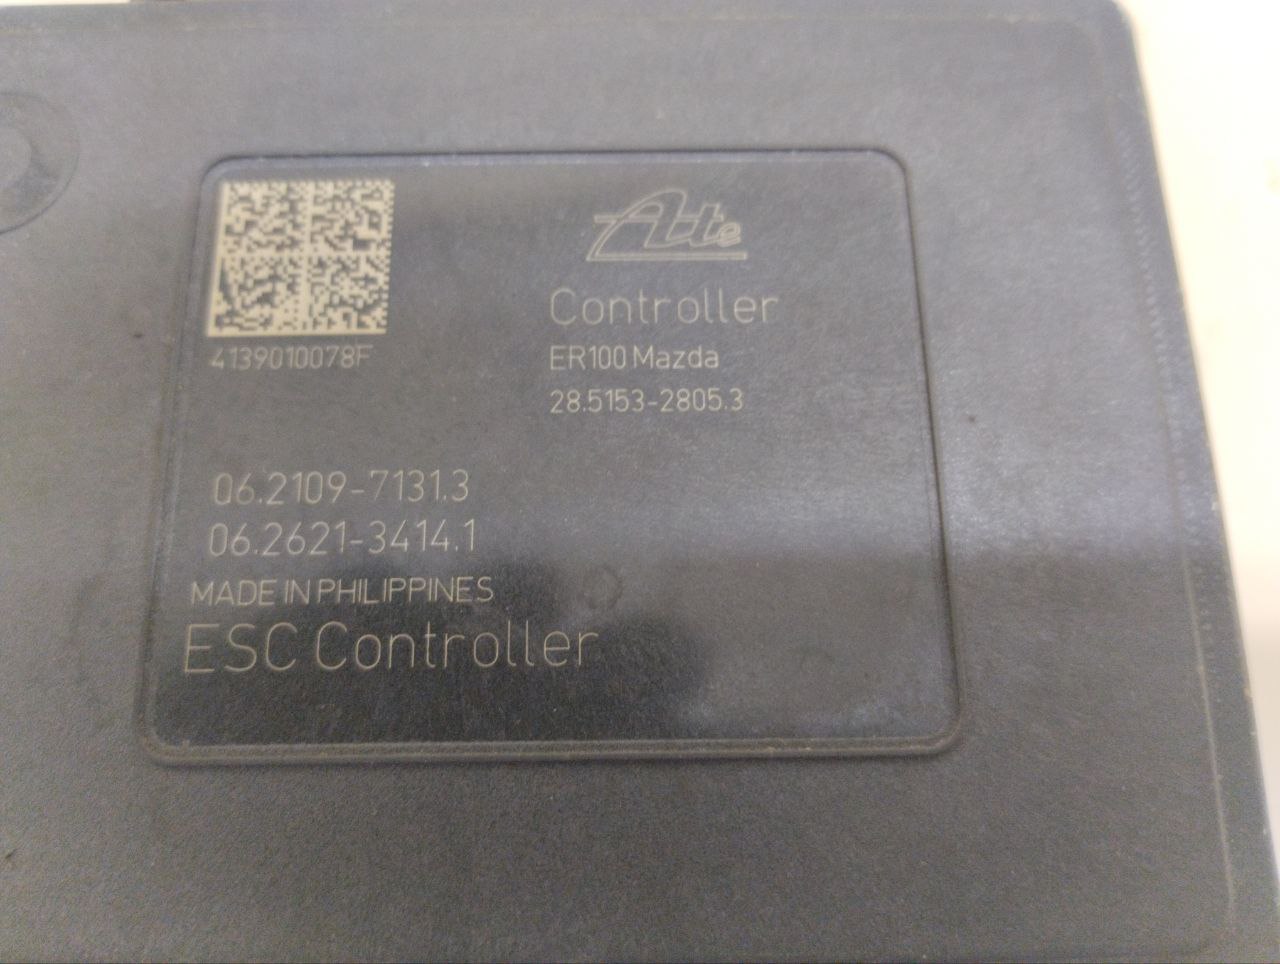 Ate
4139010078F
Controller
ER100 Mazda
28.5153-2805.3
06.2109-7131.3
06.2621-3414.1
MADE IN PHILIPPINES
ESC Controller